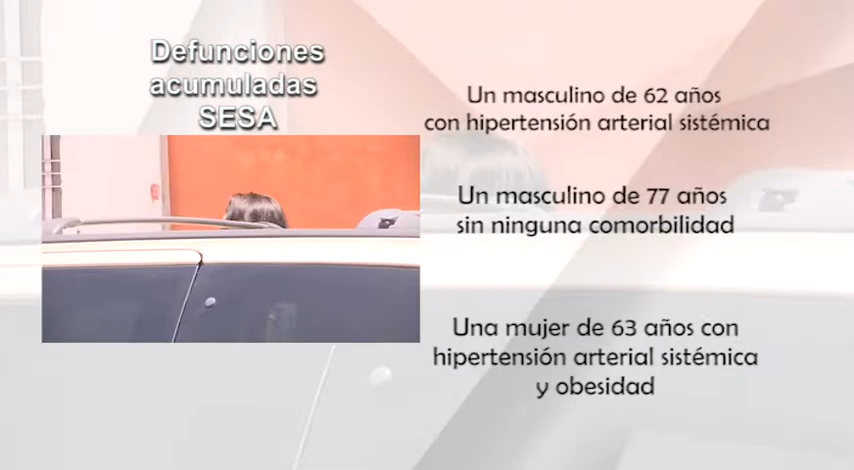 Defunciones
acumuladas
SESA
Un masculino de 62 años
con hipertensión arterial sistémica
Un masculino de 77 años
sin ninguna comorbilidad
Una mujer de 63 años con
hipertensión arterial sistémica
y obesidad